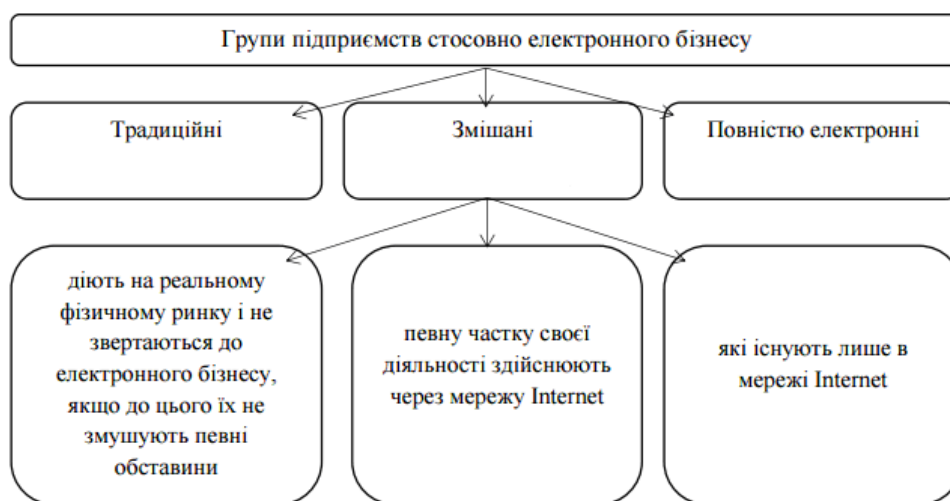 Групи підприємств стосовно електронного бізнесу
Традиційні
Змішані
Повністю електронні
діють на реальному
фізичному ринку і не
звертаються до
електронного бізнесу,
якщо до цього їх не
змушують певні
обставини
певну частку своєї
діяльності здійснюють
через мережу Internet
які існують лише в
мережі Internet